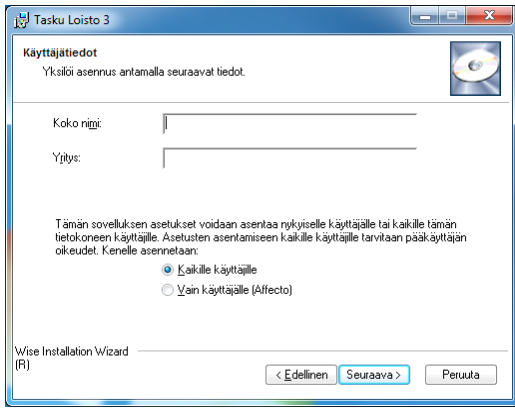 Tasku Loisto 3
Käyttäjätiedot
Yksilöi asennus antamalla seuraavat tiedot.
Koko nimi:
Yritys:
Tämän sovelluksen asetukset voidaan asentaa nykyiselle käyttäjälle tai kaikille tämän
tietokoneen käyttäjille. Asetusten asentamiseen kaikille käyttäjille tarvitaan pääkäyttäjän
oikeudet. Kenelle asennetaan:
Kaikille käyttäjille
Vain käyttäjälle (Affecto)
Wise Installation Wizard
(R)
< Edellinen Seuraava > Peruuta